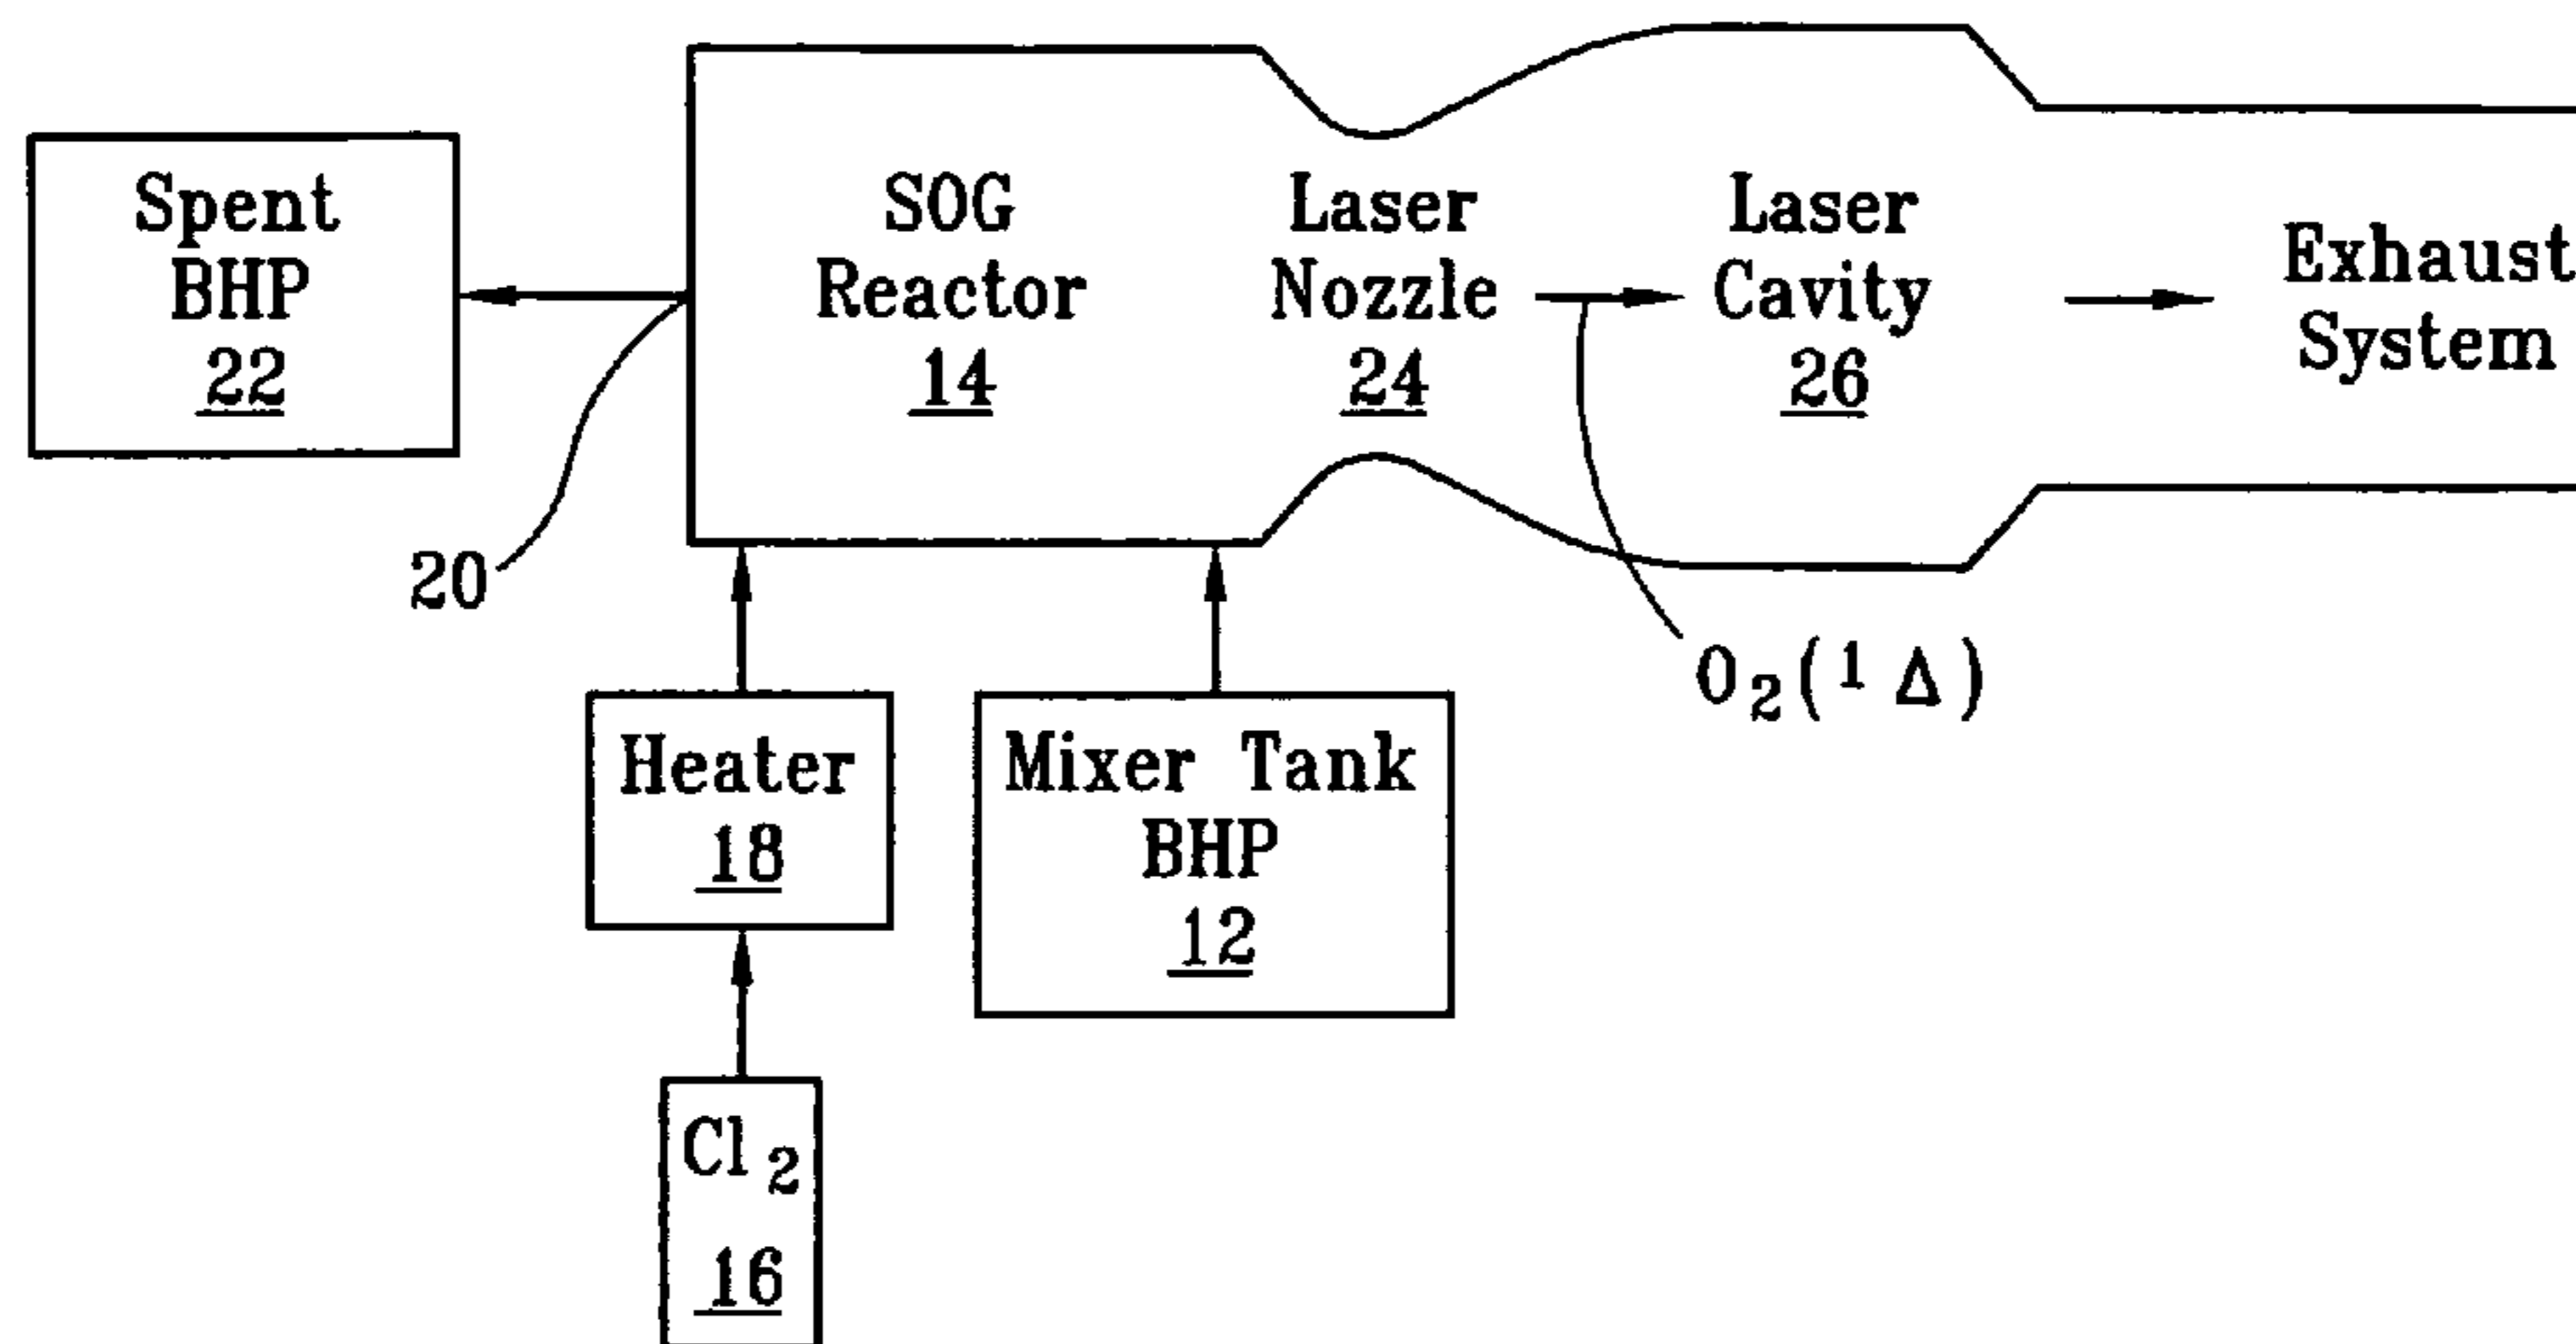 Spent
BHP
22
SOG
Reactor
14
Laser
Nozzle
24
Laser
Cavity
26
Exhaust
System
20
O₂(¹Δ)
Heater
18
Mixer Tank
BHP
12
Cl₂
16